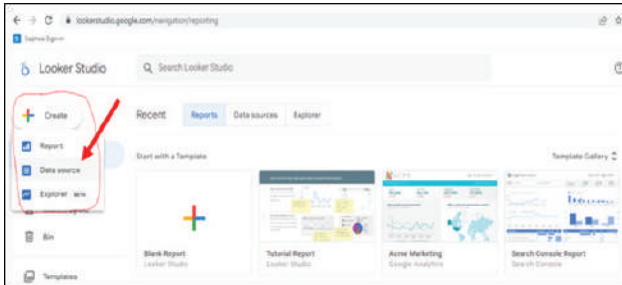 lookerstudio.google.com/navigation/reporting
Looker Studio
Search Looker Studio
Create
Report
Data source
Explorer BETA
Bin
Templates
Recent
Reports
Data sources
Explorer
Start with a Template
Template Gallery
Blank Report
Looker Studio
Tutorial Report
Looker Studio
Acme Marketing
Google Analytics
Search Console Report
Search Console